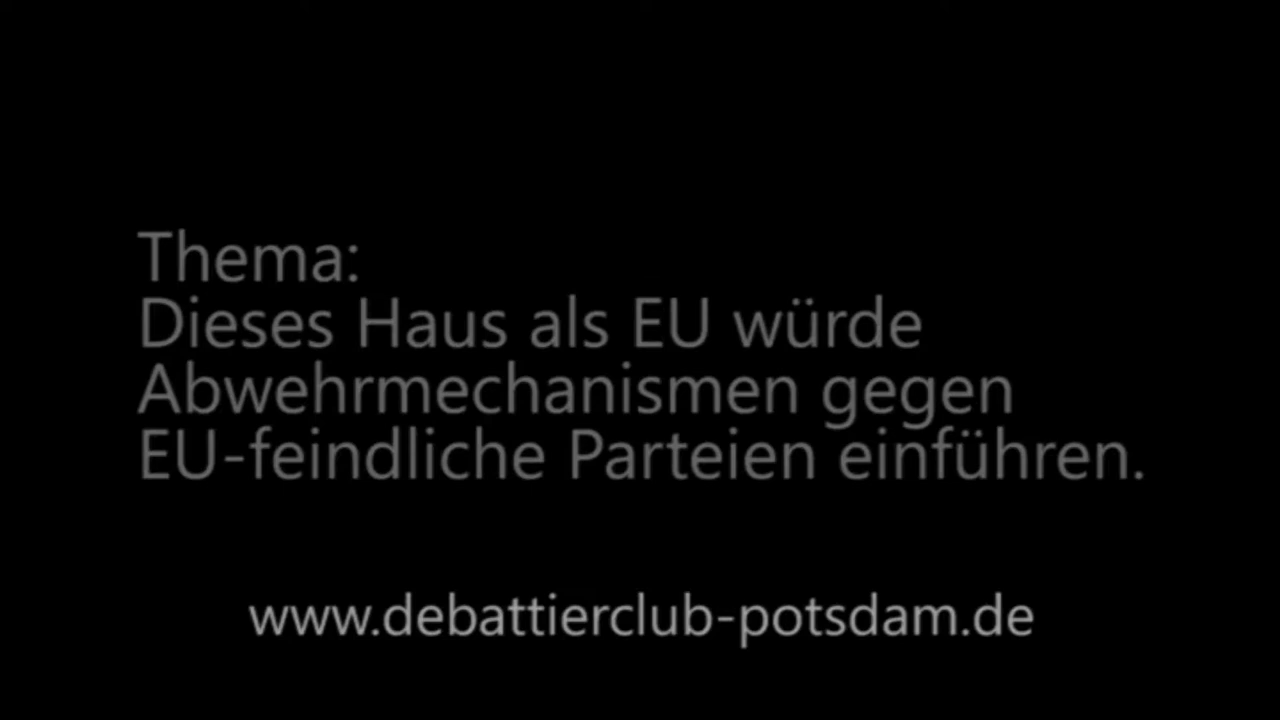 Thema:
Dieses Haus als EU würde
Abwehrmechanismen gegen
EU-feindliche Parteien einführen.
www.debattierclub-potsdam.de